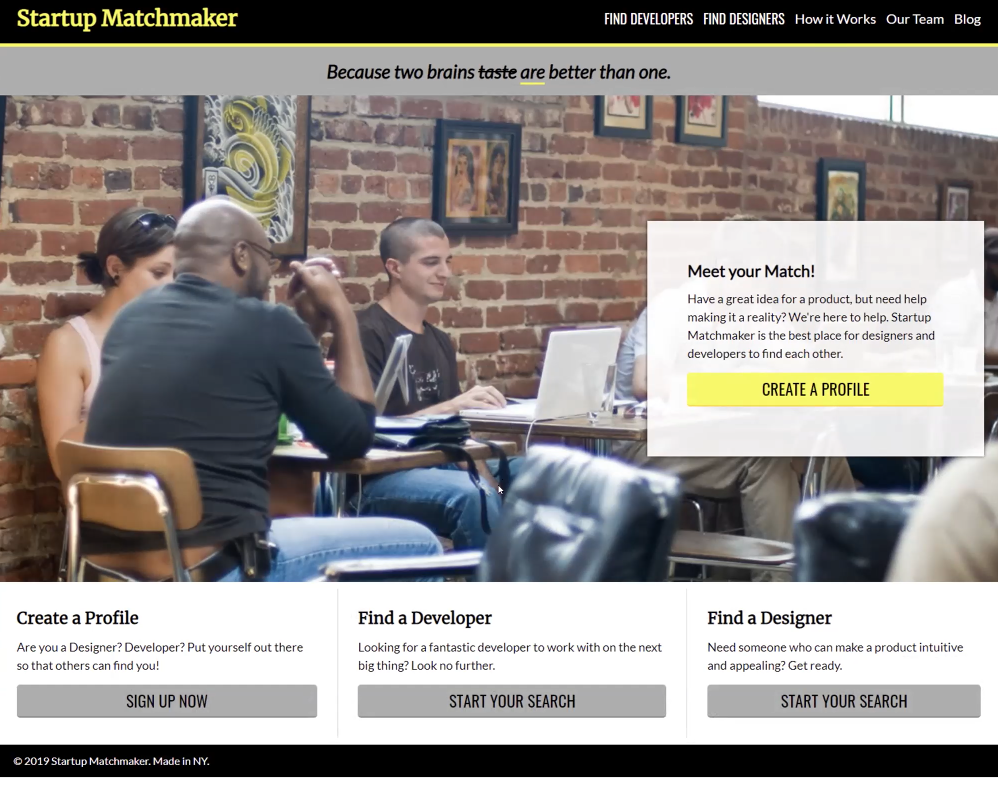 Startup Matchmaker
FIND DEVELOPERS FIND DESIGNERS How it Works Our Team Blog
Because two brains taste are better than one.
Meet your Match!
Have a great idea for a product, but need help
making it a reality? We're here to help. Startup
Matchmaker is the best place for designers and
developers to find each other.
CREATE A PROFILE
Create a Profile
Are you a Designer? Developer? Put yourself out there
so that others can find you!
SIGN UP NOW
Find a Developer
Looking for a fantastic developer to work with on the next
big thing? Look no further.
START YOUR SEARCH
Find a Designer
Need someone who can make a product intuitive
and appealing? Get ready.
START YOUR SEARCH
© 2019 Startup Matchmaker. Made in NY.